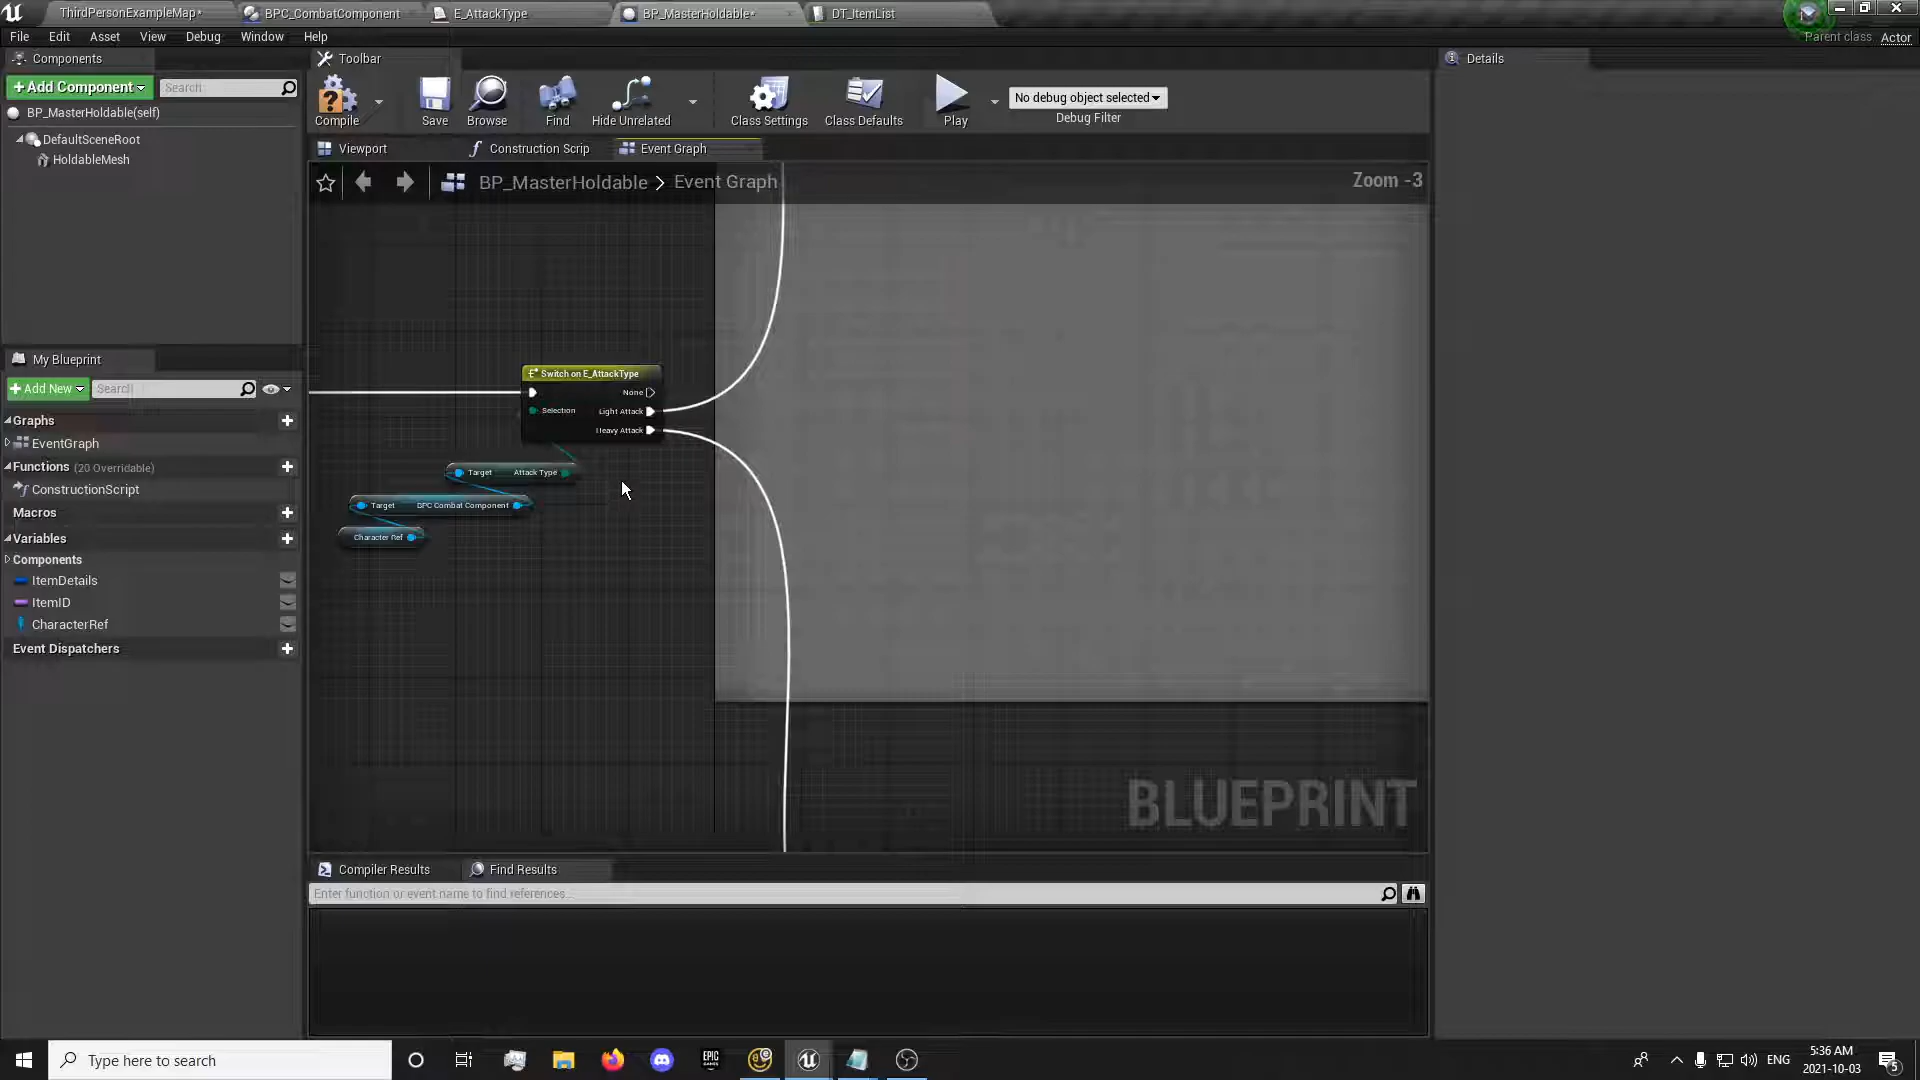 ThirdPersonExampleMap*
BPC_CombatComponent
E_AttackType
BP_MasterHoldable*
DT_ItemList
File
Edit
Asset
View
Debug
Window
Help
Parent class:
Actor
Components
Toolbar
Details
+ Add Component
Search
BP_MasterHoldable(self)
DefaultSceneRoot
HoldableMesh
Compile
Save
Browse
Find
Hide Unrelated
Class Settings
Class Defaults
Play
No debug object selected
Debug Filter
Viewport
Construction Scrip
Event Graph
BP_MasterHoldable > Event Graph
Zoom -3
Switch on E_AttackType
None
Selection
Light Attack
Heavy Attack
Target
Attack Type
Target
BPC Combat Component
Character Ref
My Blueprint
+ Add New
Search
Graphs
EventGraph
Functions (20 Overridable)
ConstructionScript
Macros
Variables
Components
ItemDetails
ItemID
CharacterRef
Event Dispatchers
BLUEPRINT
Compiler Results
Find Results
Enter function or event name to find references...
Type here to search
EPIC
GAMES
ENG
5:36 AM
2021-10-03
5